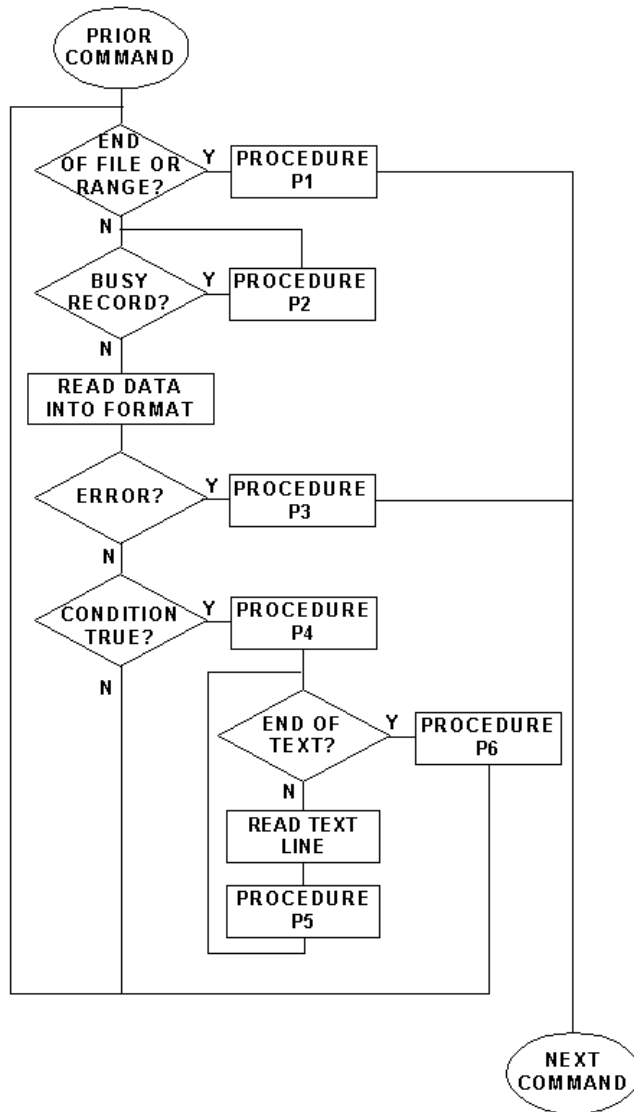 PRIOR
COMMAND
END
OF FILE OR
RANGE?
Y
PROCEDURE
P1
N
BUSY
RECORD?
Y
PROCEDURE
P2
N
READ DATA
INTO FORMAT
ERROR?
Y
PROCEDURE
P3
N
CONDITION
TRUE?
Y
PROCEDURE
P4
N
END OF
TEXT?
Y
PROCEDURE
P6
N
READ TEXT
LINE
PROCEDURE
P5
NEXT
COMMAND